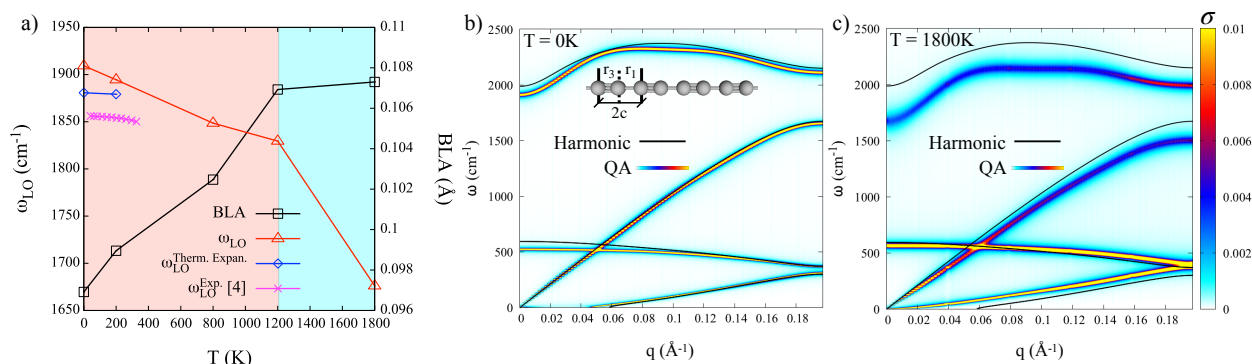 a)
1950
1900
1850
1800
1750
1700
1650
ω_LO (cm⁻¹)
0.11
0.108
0.106
0.104
0.102
0.1
0.098
0.096
BLA (Å)
BLA
ω_LO
ω_LO^Therm. Expan.
ω_LO^Exp. [4]
0 200 400 600 800 1000 1200 1400 1600 1800
T (K)
b)
T = 0K
2500
2000
1500
1000
500
0
ω (cm⁻¹)
r₃ r₁
2c
Harmonic
QA
0 0.02 0.04 0.06 0.08 0.1 0.12 0.14 0.16 0.18
q (Å⁻¹)
c)
T = 1800K
2500
2000
1500
1000
500
0
ω (cm⁻¹)
Harmonic
QA
0 0.02 0.04 0.06 0.08 0.1 0.12 0.14 0.16 0.18
q (Å⁻¹)
σ
0.01
0.008
0.006
0.004
0.002
0